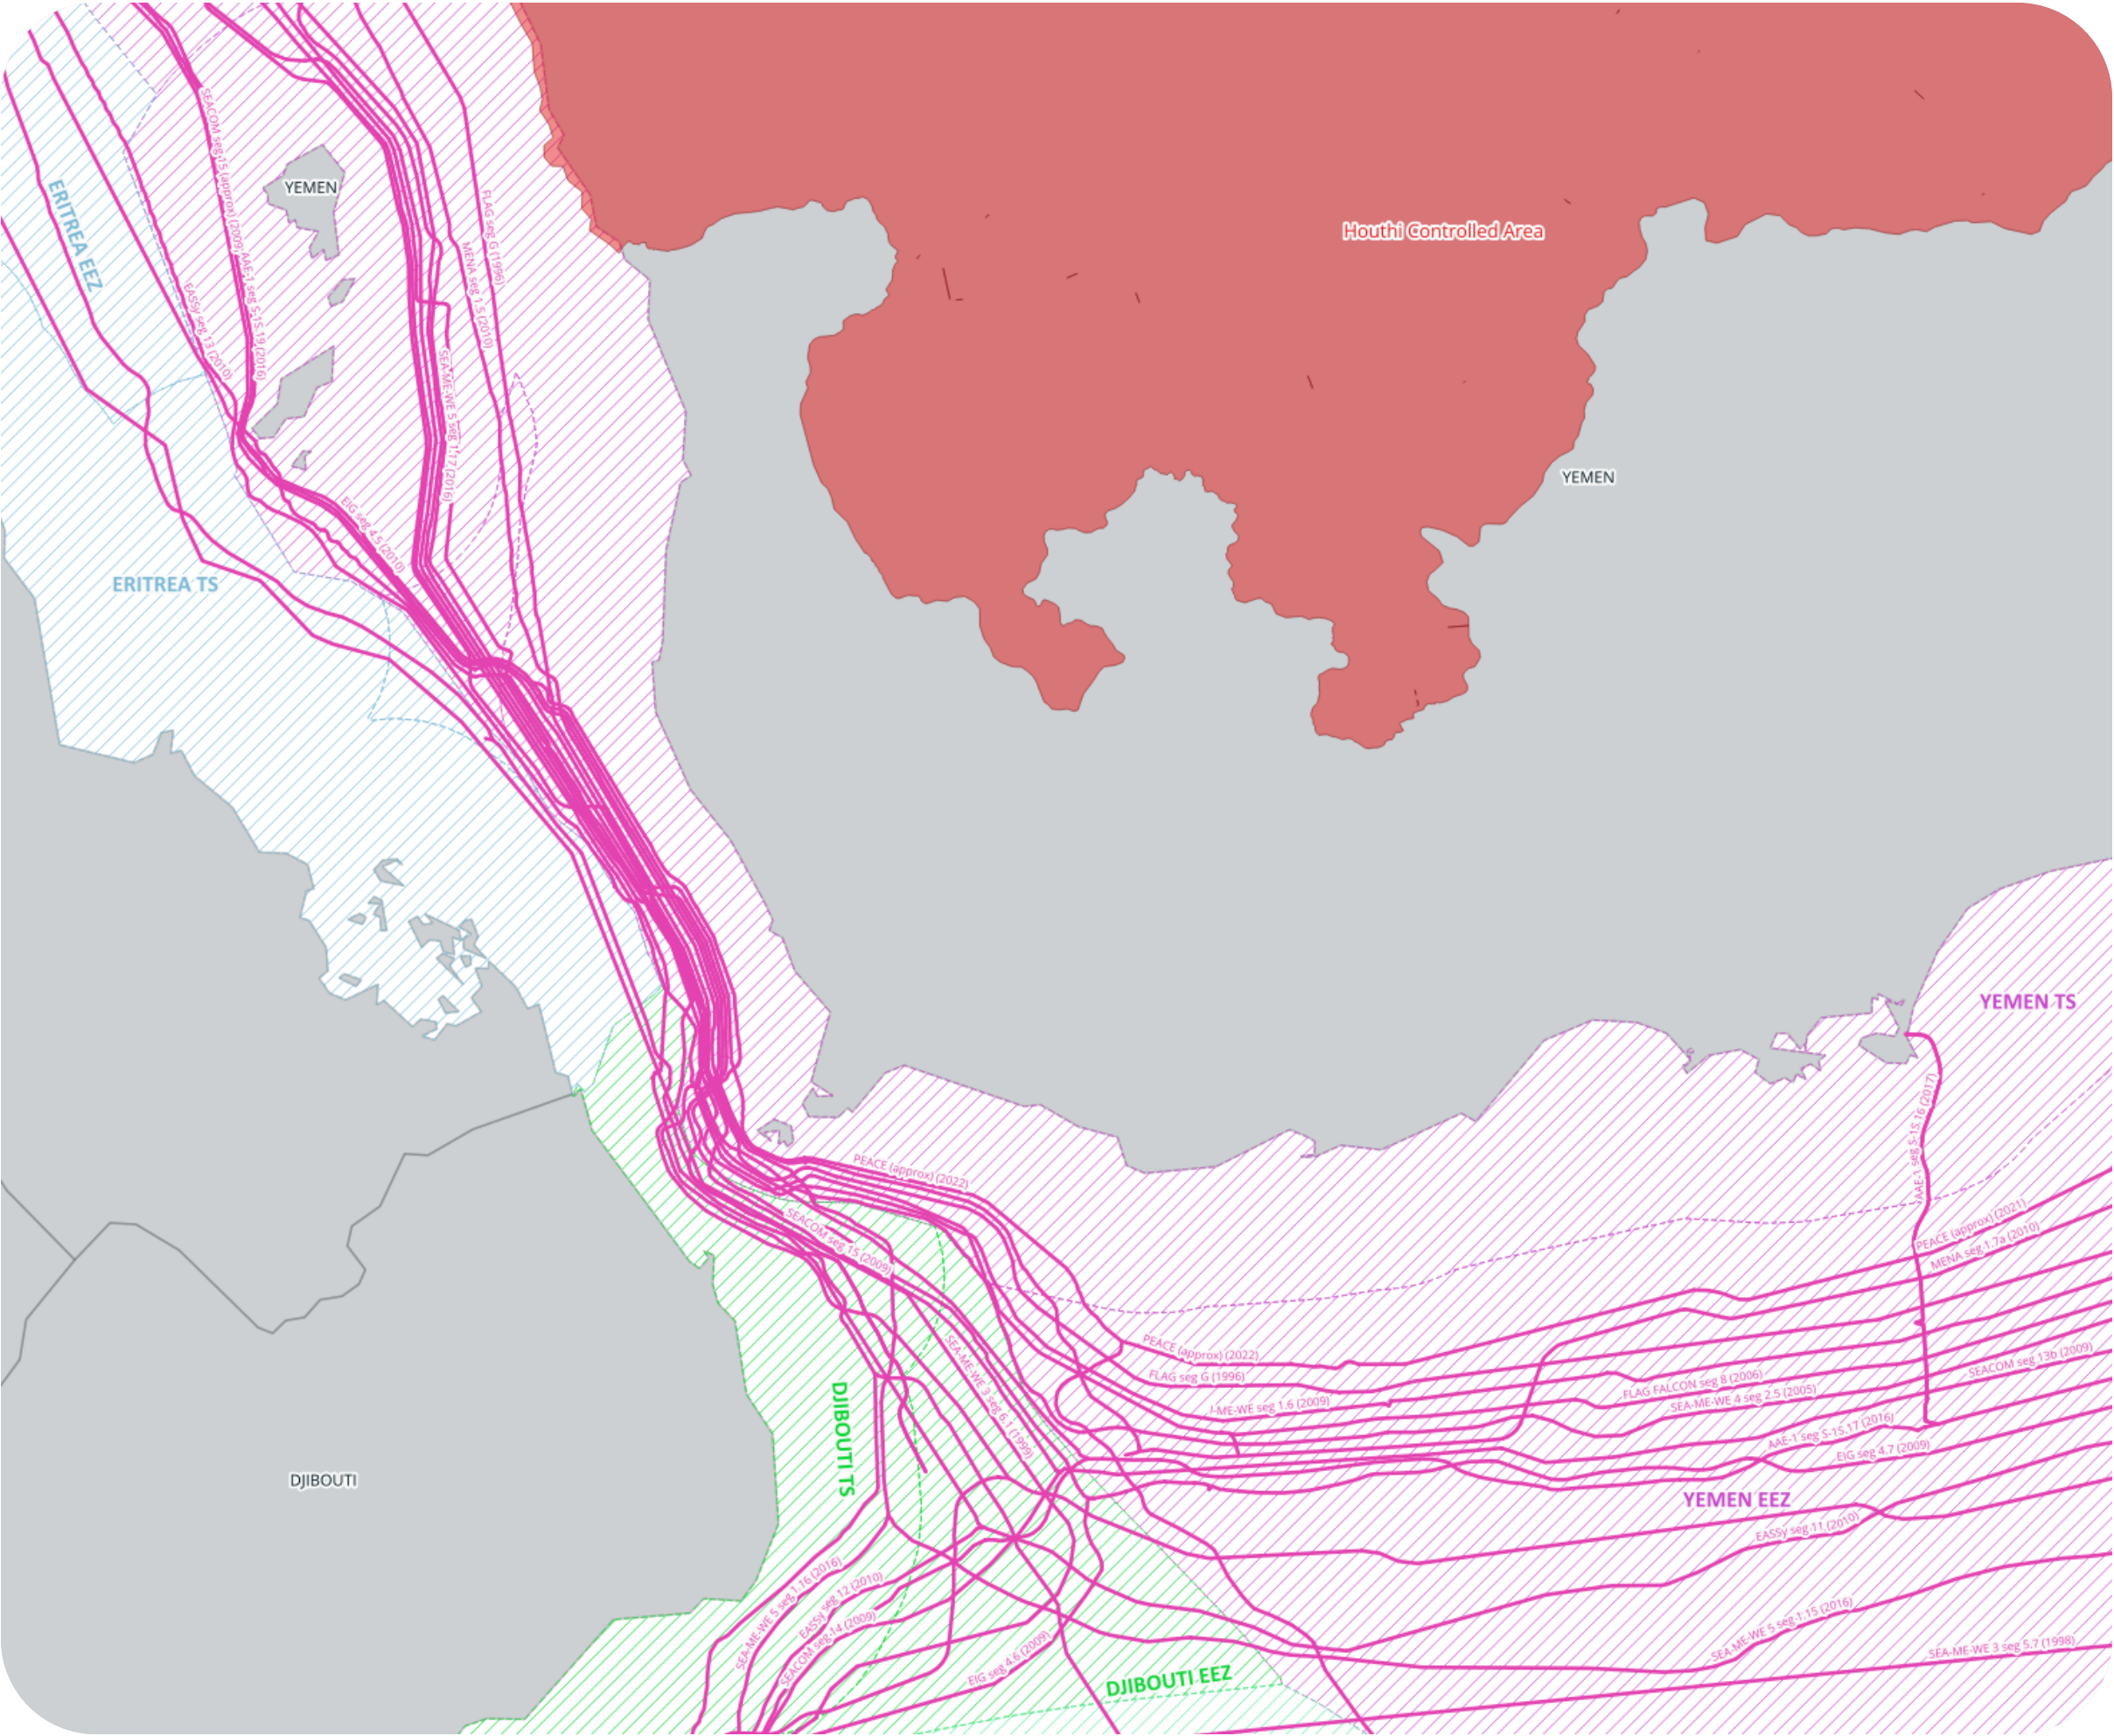 YEMEN
SEACOM seg 15 (approx) (2009;AAE-1 seg S-1S.19 (2016)
ERITREA EEZ
FLAG seg G (1996)
MENA seg 1.5 (2010)
Houthi Controlled Area
EASSy seg 13 (2010)
SEA-ME-WE 5 seg 1.17 (2016)
YEMEN
EIG seg 4.5 (2010)
ERITREA TS
YEMEN TS
AAE-1 seg S-1S.16 (2017)
PEACE (approx) (2022)
SEACOM seg 15 (2009)
PEACE (approx) (2021)
MENA seg 1.7a (2010)
PEACE (approx) (2022)
SEA-ME-WE 3 seg 6.1 (1999)
FLAG seg G (1996)
SEACOM seg 13b (2009)
FLAG FALCON seg 8 (2006)
I-ME-WE seg 1.6 (2009)
SEA-ME-WE 4 seg 2.5 (2005)
DJIBOUTI TS
AAE-1 seg S-1S.17 (2016)
EIG seg 4.7 (2009)
DJIBOUTI
YEMEN EEZ
EASSy seg 11 (2010)
SEA-ME-WE 5 seg 1.16 (2016)
EASSy seg 12 (2010)
SEACOM seg 14 (2009)
SEA-ME-WE 5 seg 1.15 (2016)
EIG seg 4.6 (2009)
SEA-ME-WE 3 seg 5.7 (1998)
DJIBOUTI EEZ